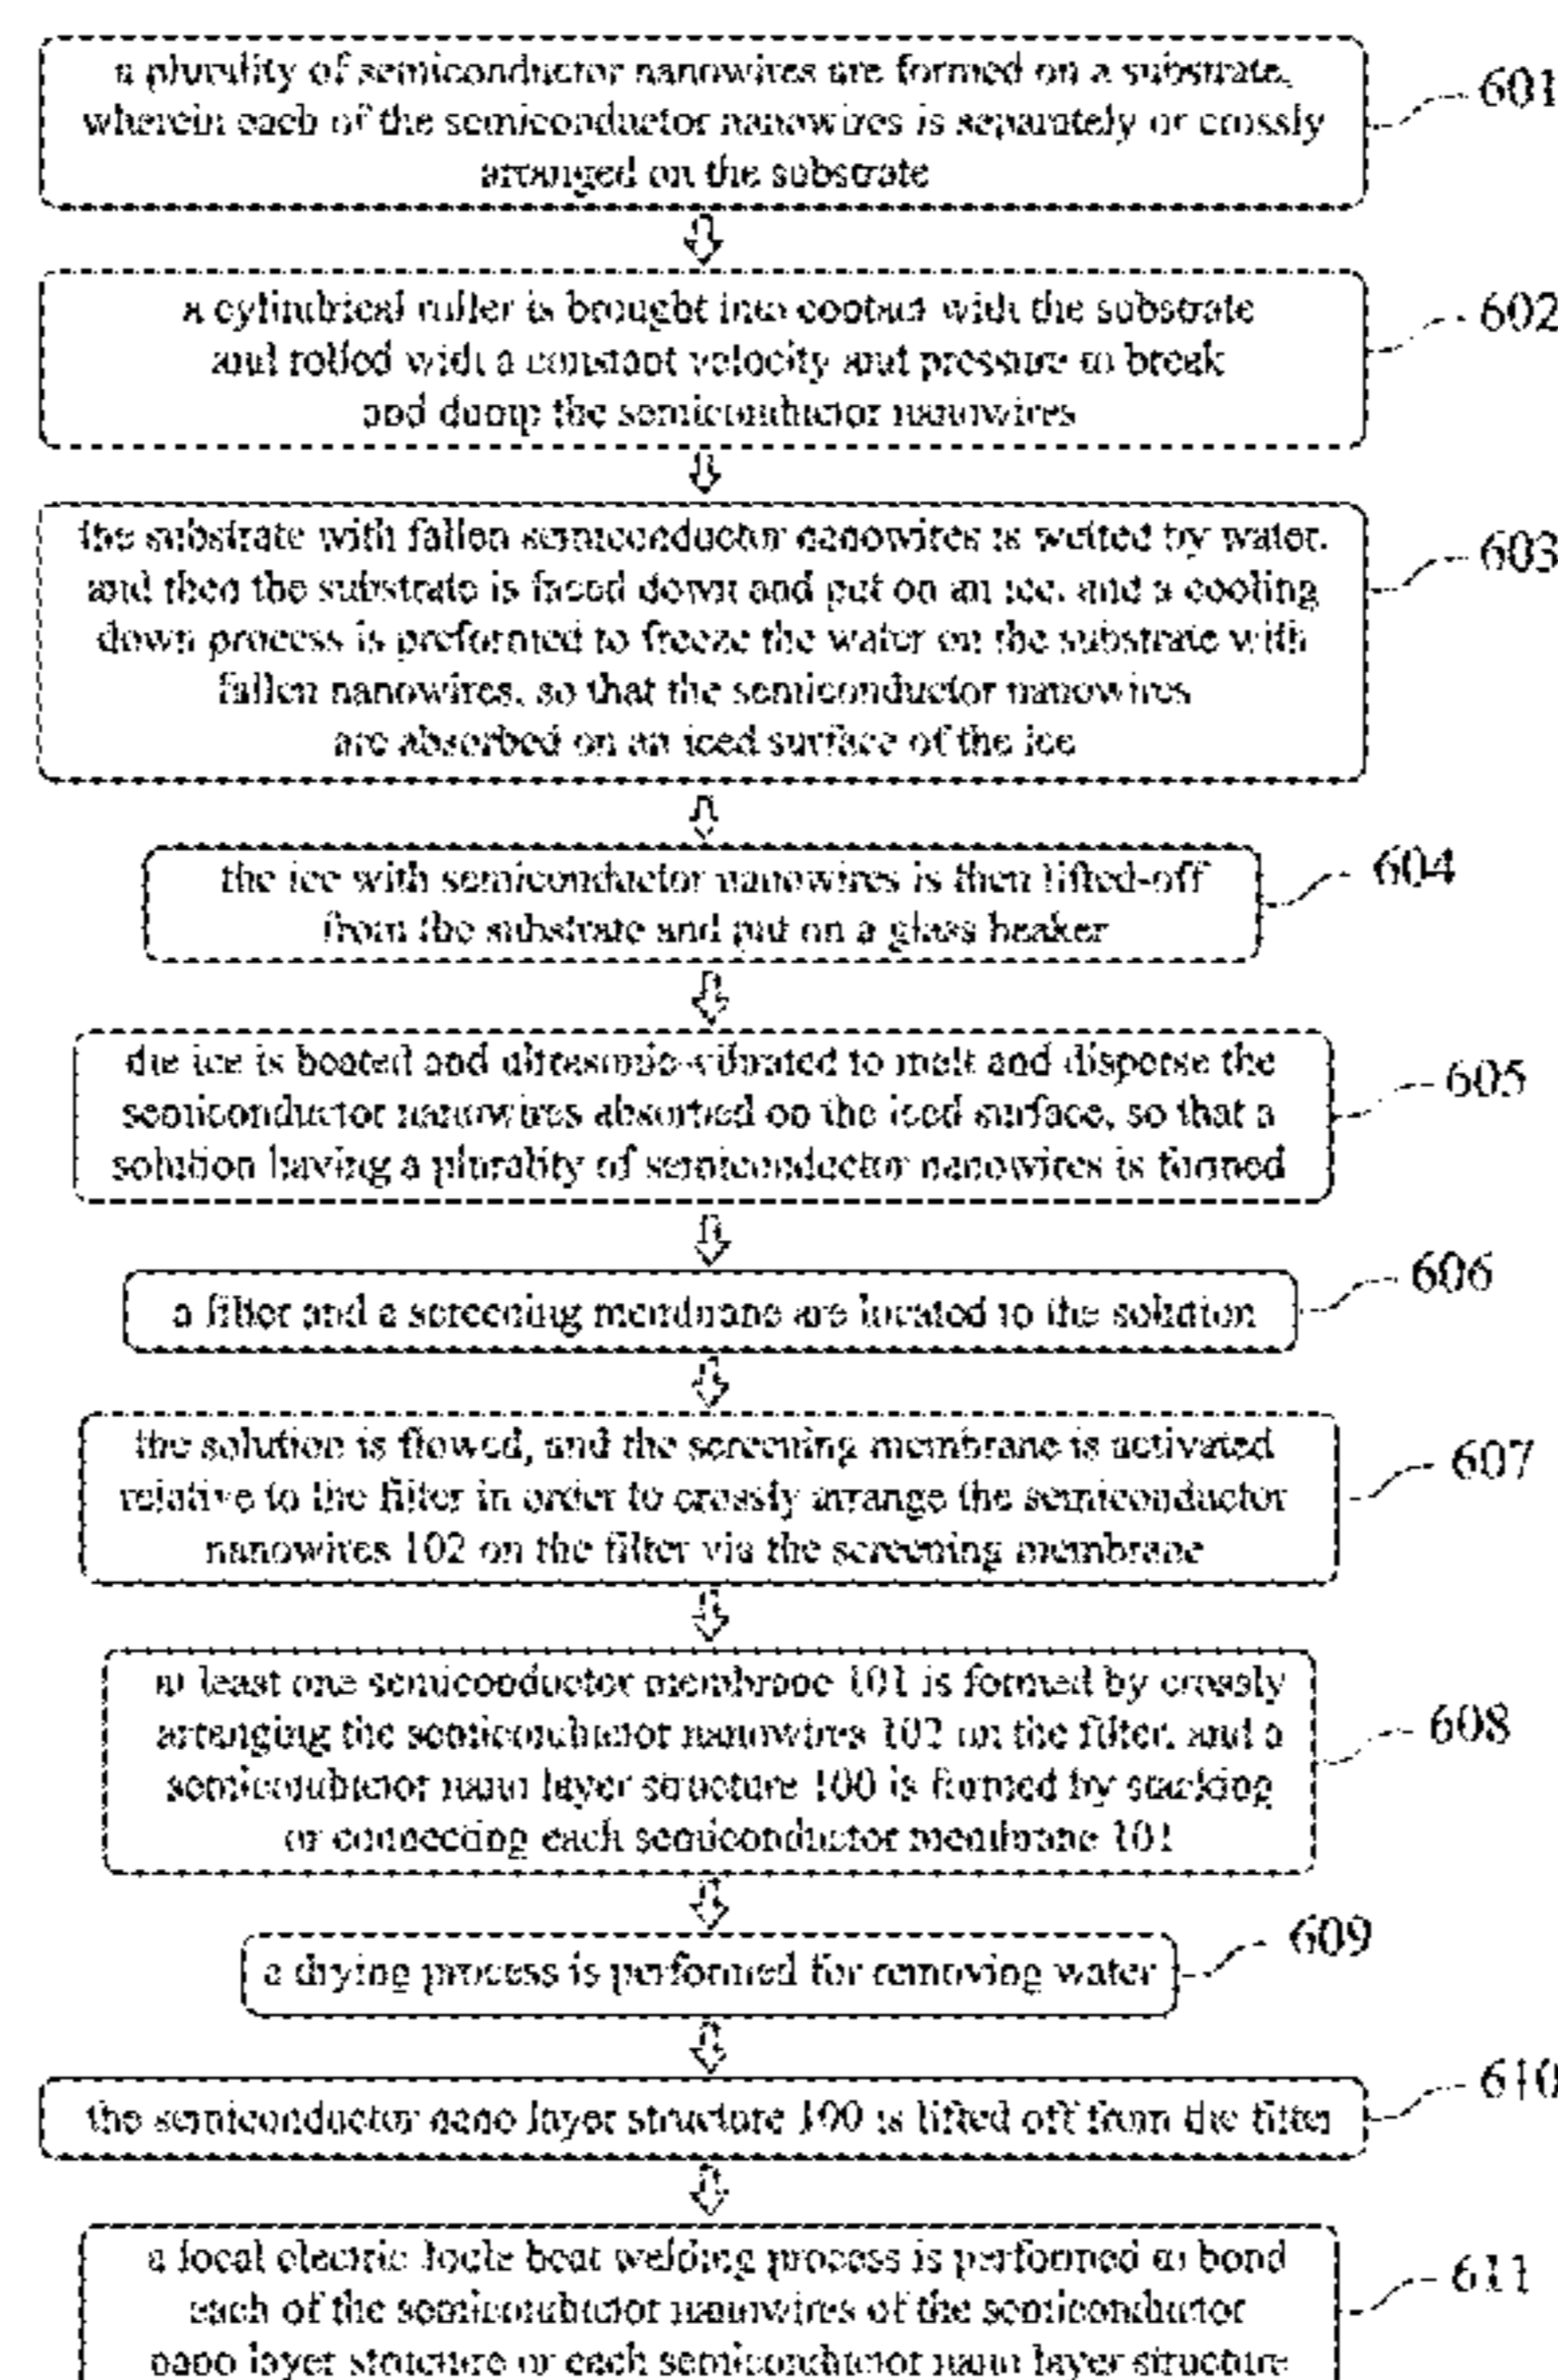 a plurality of semiconductor nanowires are formed on a substrate,
wherein each of the semiconductor nanowires is separately or crossly
arranged on the substrate
601
a cylindrical roller is brought into contact with the substrate
and rolled with a constant velocity and pressure to break
and dump the semiconductor nanowires
602
the substrate with fallen semiconductor nanowires is wetted by water,
and then the substrate is faced down and put on an ice, and a cooling
down process is preformed to freeze the water on the substrate with
fallen nanowires, so that the semiconductor nanowires
are absorbed on an iced surface of the ice
603
the ice with semiconductor nanowires is then lifted-off
from the substrate and put on a glass beaker
604
the ice is heated and ultrasonic-vibrated to melt and disperse the
semiconductor nanowires absorbed on the iced surface, so that a
solution having a plurality of semiconductor nanowires is formed
605
a filter and a screening membrane are located to the solution
606
the solution is flowed, and the screening membrane is activated
relative to the filter in order to crossly arrange the semiconductor
nanowires 102 on the filter via the screening membrane
607
at least one semiconductor membrane 101 is formed by crossly
arranging the semiconductor nanowires 102 on the filter, and a
semiconductor nano layer structure 100 is formed by stacking
or connecting each semiconductor membrane 101
608
a drying process is performed for removing water
609
the semiconductor nano layer structure 100 is lifted off from the filter
610
a local electric Joule heat welding process is performed to bond
each of the semiconductor nanowires of the semiconductor
nano layer structure or each semiconductor nano layer structure
611